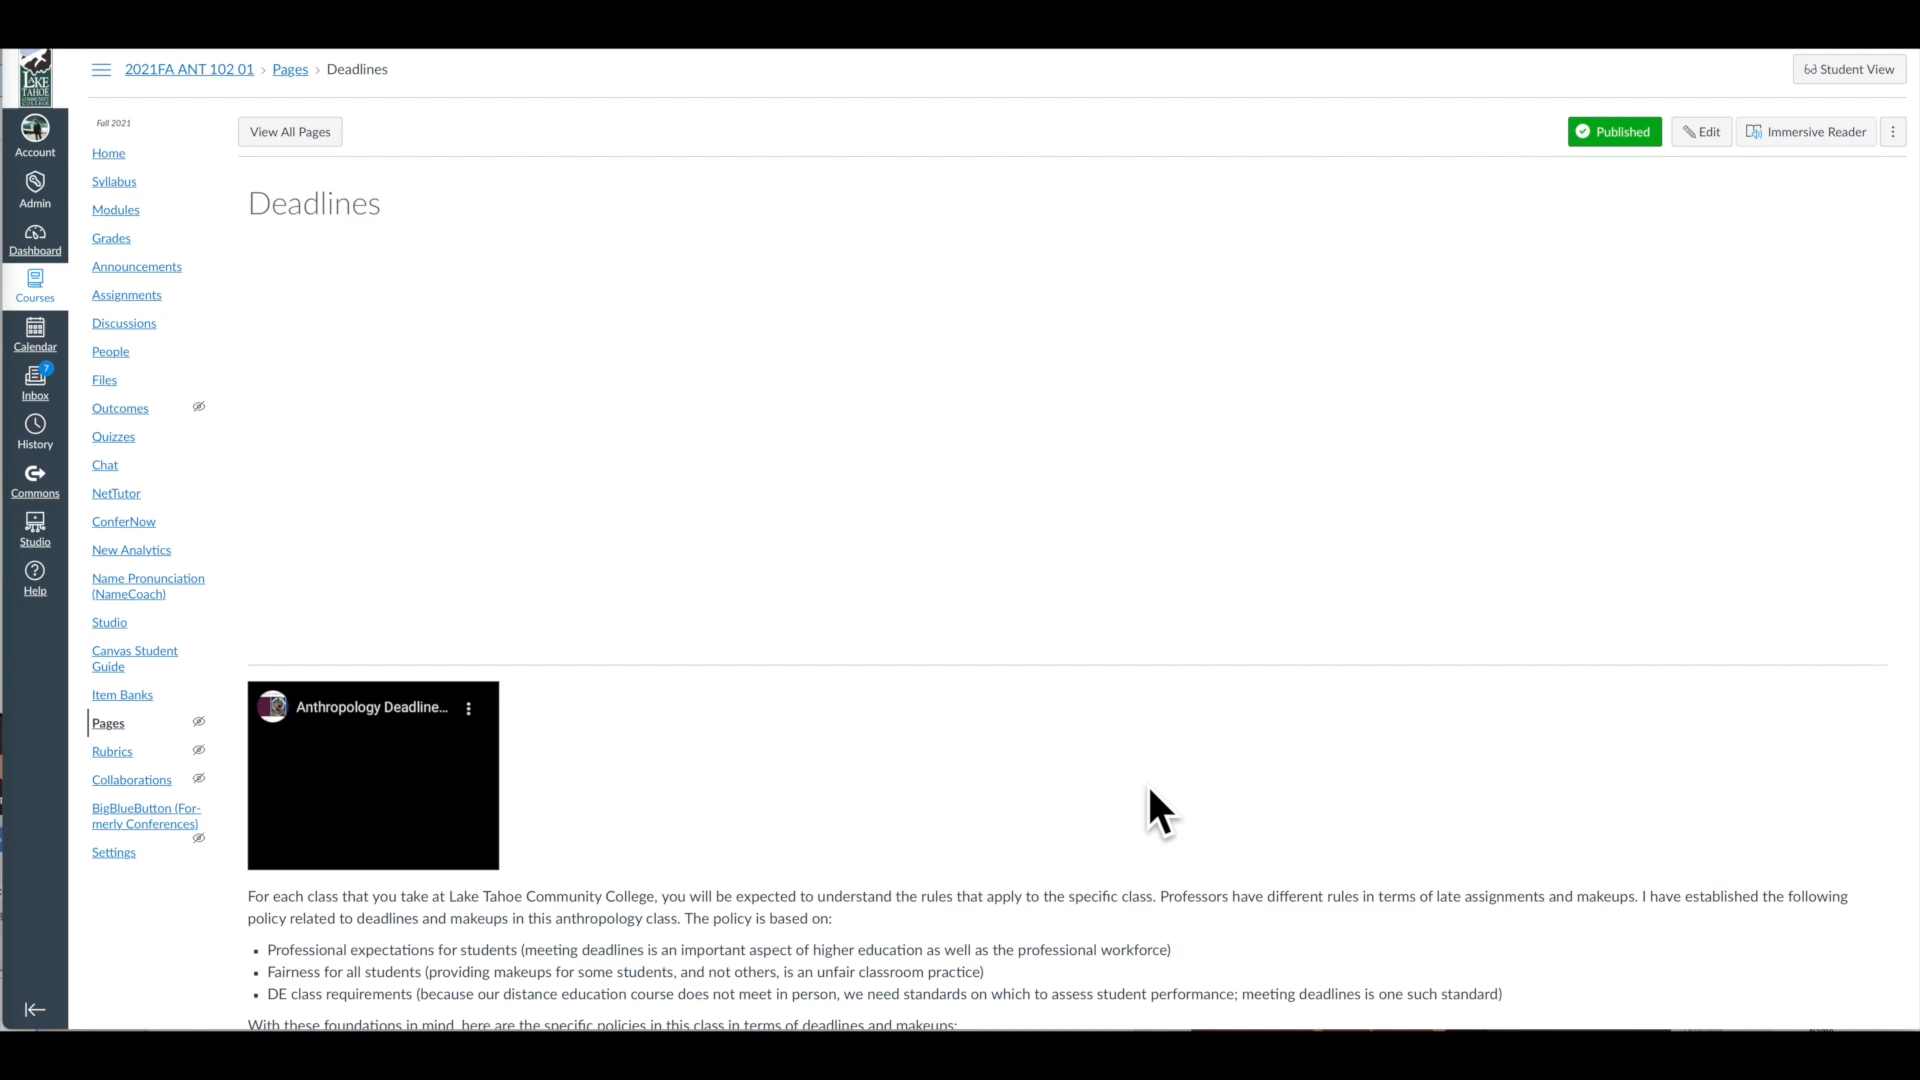 LAKE
TAHOE
COMMUNITY
COLLEGE
2021FA ANT 102 01 › Pages › Deadlines
Student View
Account
Admin
Dashboard
Courses
Calendar
7
Inbox
History
Commons
Studio
Help
Fall 2021
Home
Syllabus
Modules
Grades
Announcements
Assignments
Discussions
People
Files
Outcomes
Quizzes
Chat
NetTutor
ConferNow
New Analytics
Name Pronunciation
(NameCoach)
Studio
Canvas Student
Guide
Item Banks
Pages
Rubrics
Collaborations
BigBlueButton (For-
merly Conferences)
Settings
View All Pages
Published
Edit
Immersive Reader
Deadlines
Anthropology Deadline...
For each class that you take at Lake Tahoe Community College, you will be expected to understand the rules that apply to the specific class. Professors have different rules in terms of late assignments and makeups. I have established the following
policy related to deadlines and makeups in this anthropology class. The policy is based on:
▪ Professional expectations for students (meeting deadlines is an important aspect of higher education as well as the professional workforce)
▪ Fairness for all students (providing makeups for some students, and not others, is an unfair classroom practice)
▪ DE class requirements (because our distance education course does not meet in person, we need standards on which to assess student performance; meeting deadlines is one such standard)
With these foundations in mind, here are the specific policies in this class in terms of deadlines and makeups: